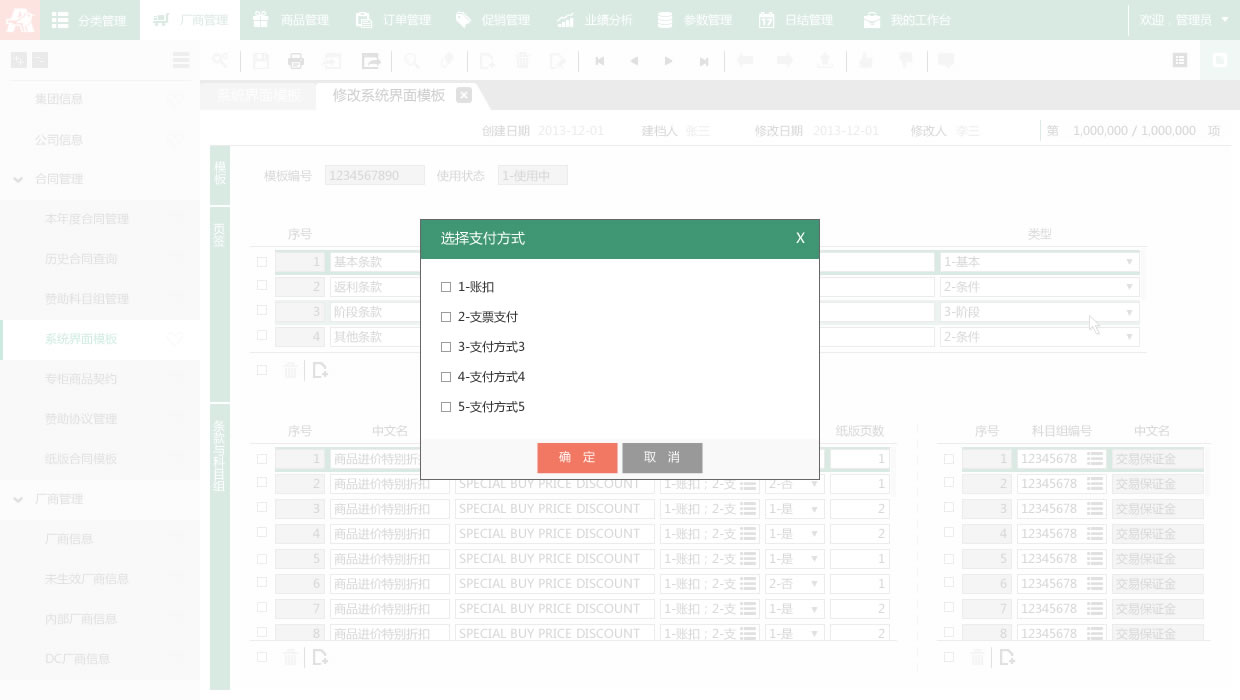 分类管理 厂商管理 商品管理 订单管理 促销管理 业绩分析 参数管理 日结管理 我的工作台 欢迎，管理员
系统界面模板 修改系统界面模板
创建日期 2013-12-01 建档人 张三 修改日期 2013-12-01 修改人 李三 第 1,000,000 / 1,000,000 项
集团信息
公司信息
合同管理
本年度合同管理
历史合同查询
赞助科目组管理
系统界面模板
专柜商品契约
赞助协议管理
纸版合同模板
厂商管理
厂商信息
未生效厂商信息
内部厂商信息
DC厂商信息
模板
模板编号 1234567890 使用状态 1-使用中
页签
序号 类型
1 基本条款 1-基本
2 返利条款 2-条件
3 阶段条款 3-阶段
4 其他条款 2-条件
选择支付方式 X
1-账扣
2-支票支付
3-支付方式3
4-支付方式4
5-支付方式5
确 定 取 消
条款与科目组
序号 中文名 纸版页数
1 商品进价特别折 1
2 商品进价特别折扣 SPECIAL BUY PRICE DISCOUNT 1-账扣；2-支 2-否 1
3 商品进价特别折扣 SPECIAL BUY PRICE DISCOUNT 1-账扣；2-支 1-是 2
4 商品进价特别折扣 SPECIAL BUY PRICE DISCOUNT 1-账扣；2-支 1-是 2
5 商品进价特别折扣 SPECIAL BUY PRICE DISCOUNT 1-账扣；2-支 1-是 1
6 商品进价特别折扣 SPECIAL BUY PRICE DISCOUNT 1-账扣；2-支 2-否 1
7 商品进价特别折扣 SPECIAL BUY PRICE DISCOUNT 1-账扣；2-支 1-是 2
8 商品进价特别折扣 SPECIAL BUY PRICE DISCOUNT 1-账扣；2-支 1-是 2
序号 科目组编号 中文名
1 12345678 交易保证金
2 12345678 交易保证金
3 12345678 交易保证金
4 12345678 交易保证金
5 12345678 交易保证金
6 12345678 交易保证金
7 12345678 交易保证金
8 12345678 交易保证金